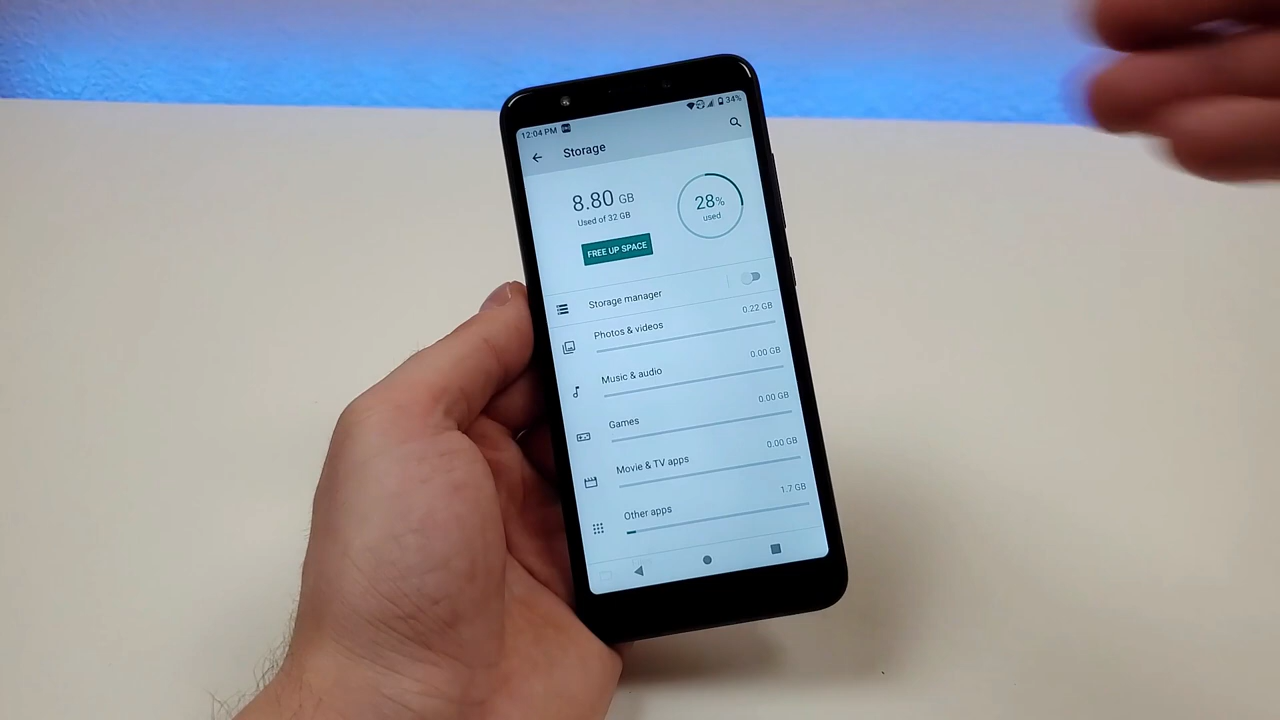 12:04 PM 34%
Storage
8.80 GB
Used of 32 GB
28%
used
FREE UP SPACE
Storage manager
Photos & videos 0.22 GB
Music & audio 0.00 GB
Games 0.00 GB
Movie & TV apps 0.00 GB
Other apps 1.7 GB